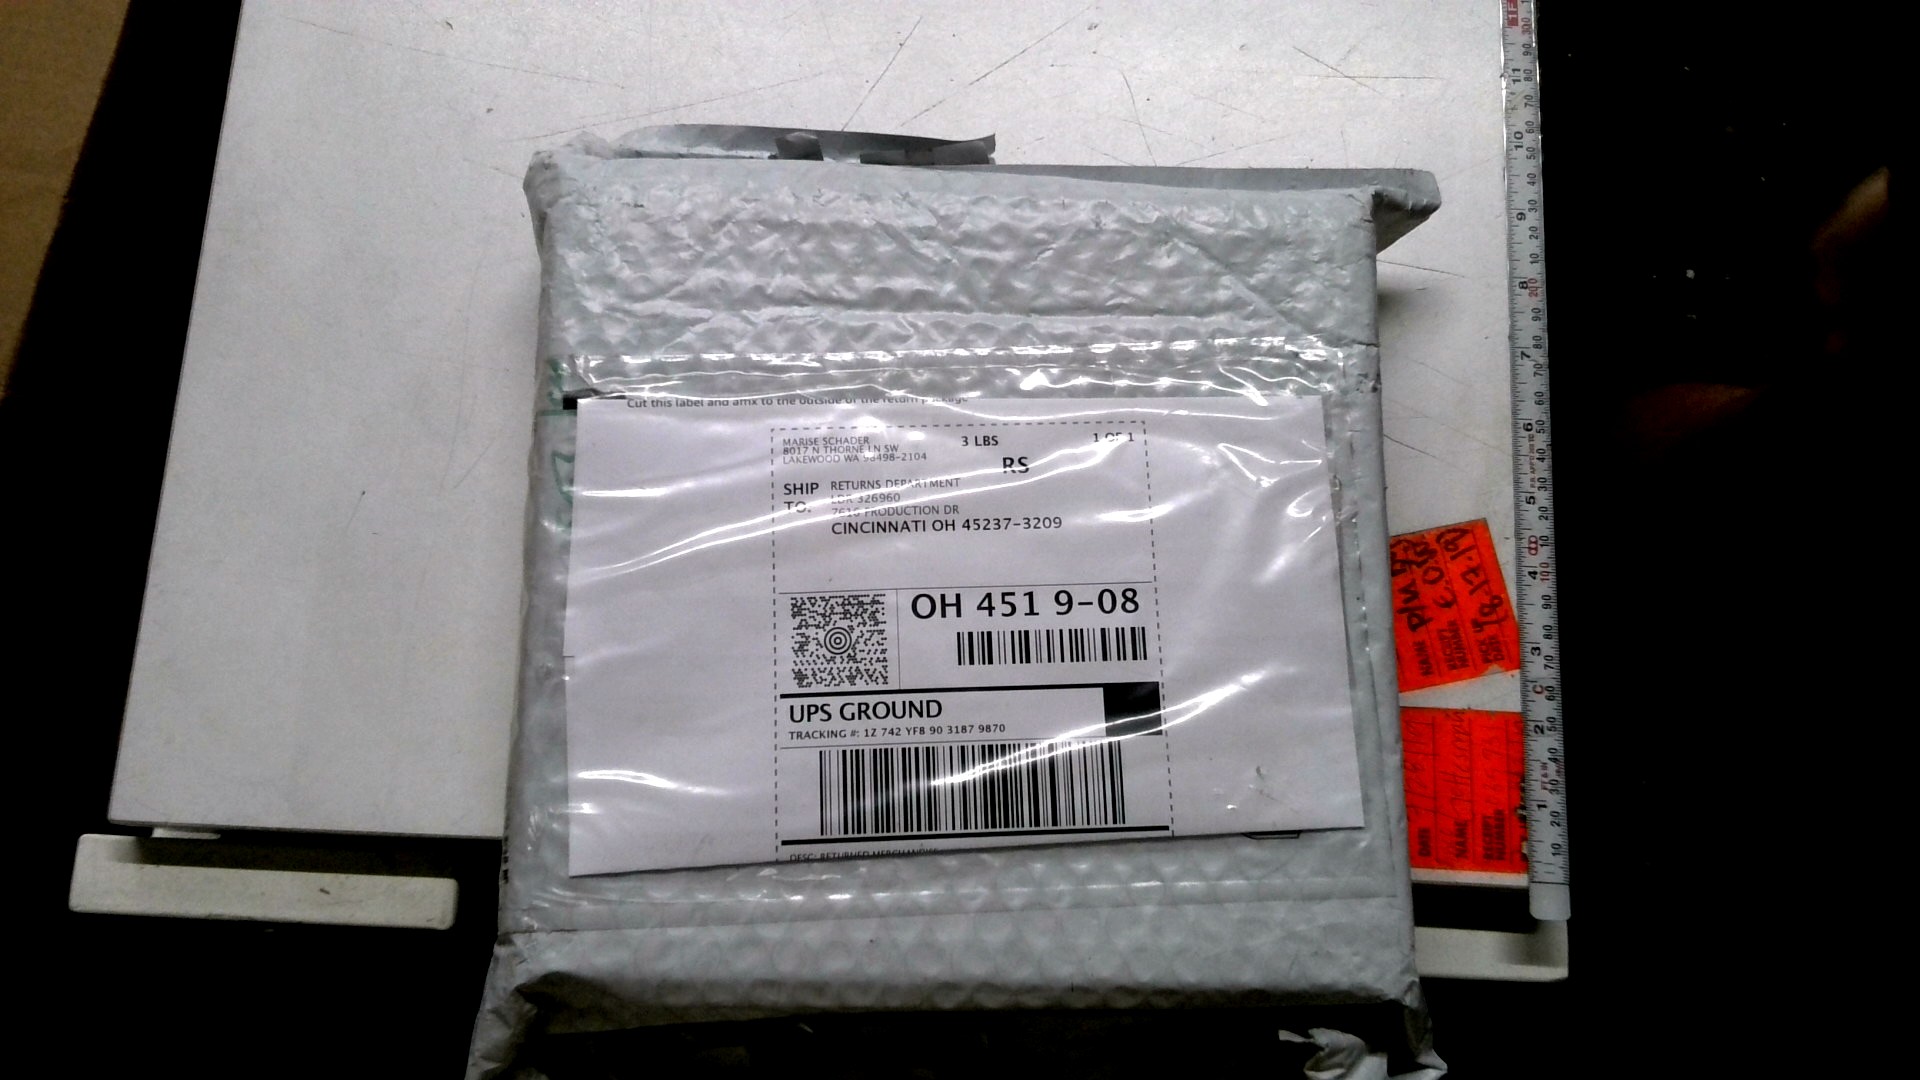 Cut this label and affix to the outside of the return package
MARISE SCHADER
8017 N THORNE LN SW
LAKEWOOD WA 98498-2104
3 LBS
1 OF 1
RS
SHIP TO:
RETURNS DEPARTMENT
LDR 326960
7616 PRODUCTION DR
CINCINNATI OH 45237-3209
OH 451 9-08
UPS GROUND
TRACKING #: 1Z 742 YF8 90 3187 9870
DESC: RETURNED MERCHANDISE